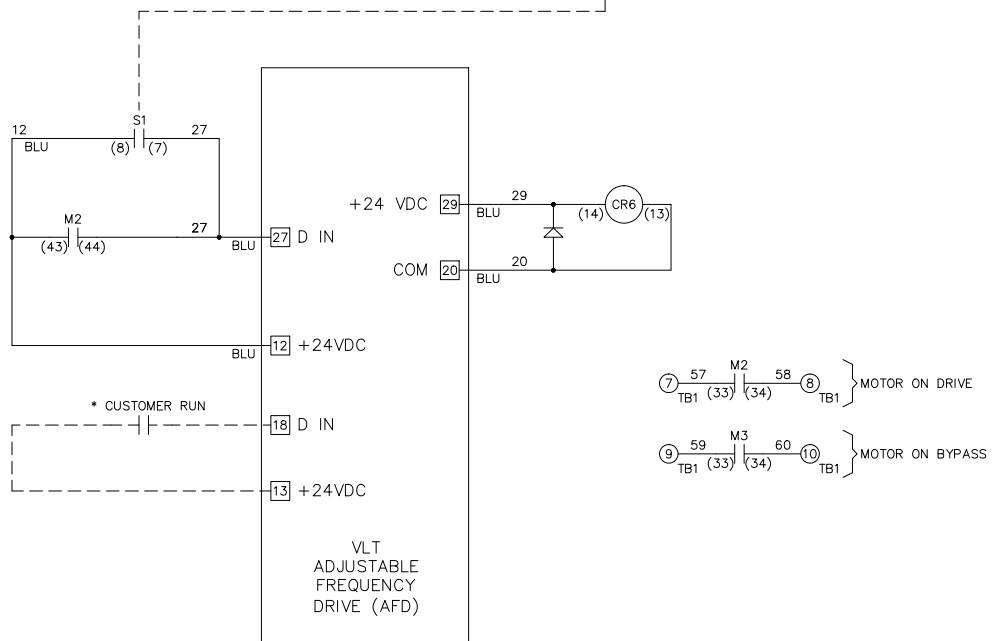 S1
12
27
BLU
(8) (7)
M2
27
(43) (44)
BLU
27 D IN
+24 VDC 29
29
BLU
(14) CR6 (13)
COM 20
20
BLU
BLU
12 +24VDC
* CUSTOMER RUN
18 D IN
13 +24VDC
VLT
ADJUSTABLE
FREQUENCY
DRIVE (AFD)
M2
7 57 58 8 MOTOR ON DRIVE
TB1 (33) (34) TB1
M3
9 59 60 10 MOTOR ON BYPASS
TB1 (33) (34) TB1